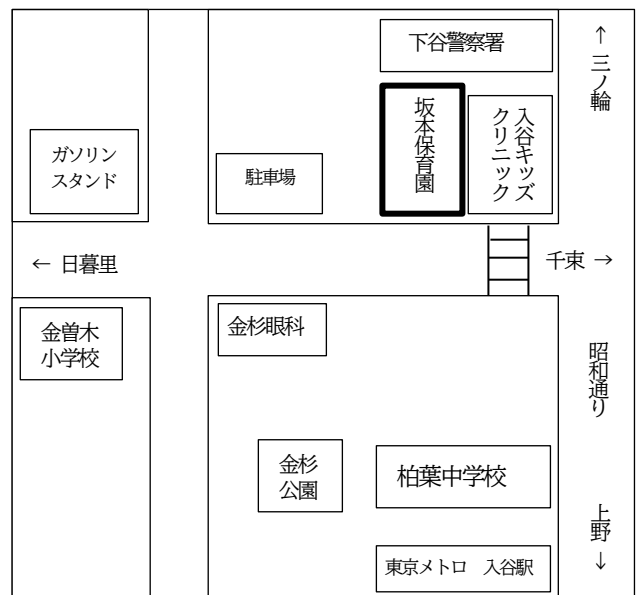 下谷警察署
↑ 三ノ輪
坂本保育園
入谷キッズ
クリニック
ガソリン
スタンド
駐車場
← 日暮里
千束 →
金曽木
小学校
金杉眼科
昭和通り
金杉
公園
柏葉中学校
上野 ↓
東京メトロ 入谷駅